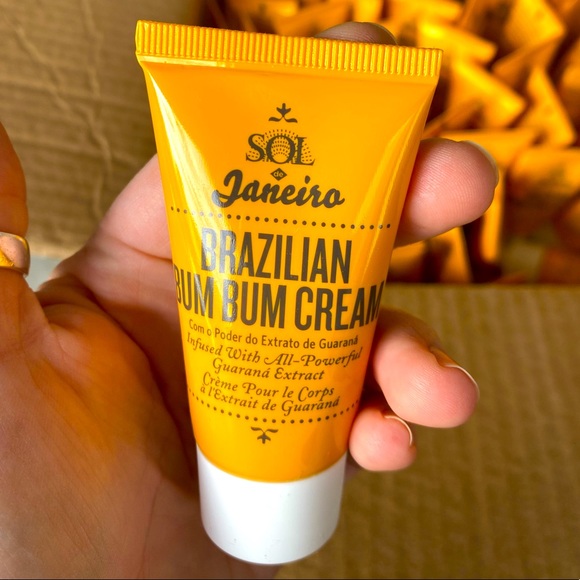 SOL
de
Janeiro
BRAZILIAN
BUM BUM CREAM
Com o Poder do Extrato de Guaraná
Infused With All-Powerful
Guaraná Extract
Crème Pour le Corps
à l'Extrait de Guaraná